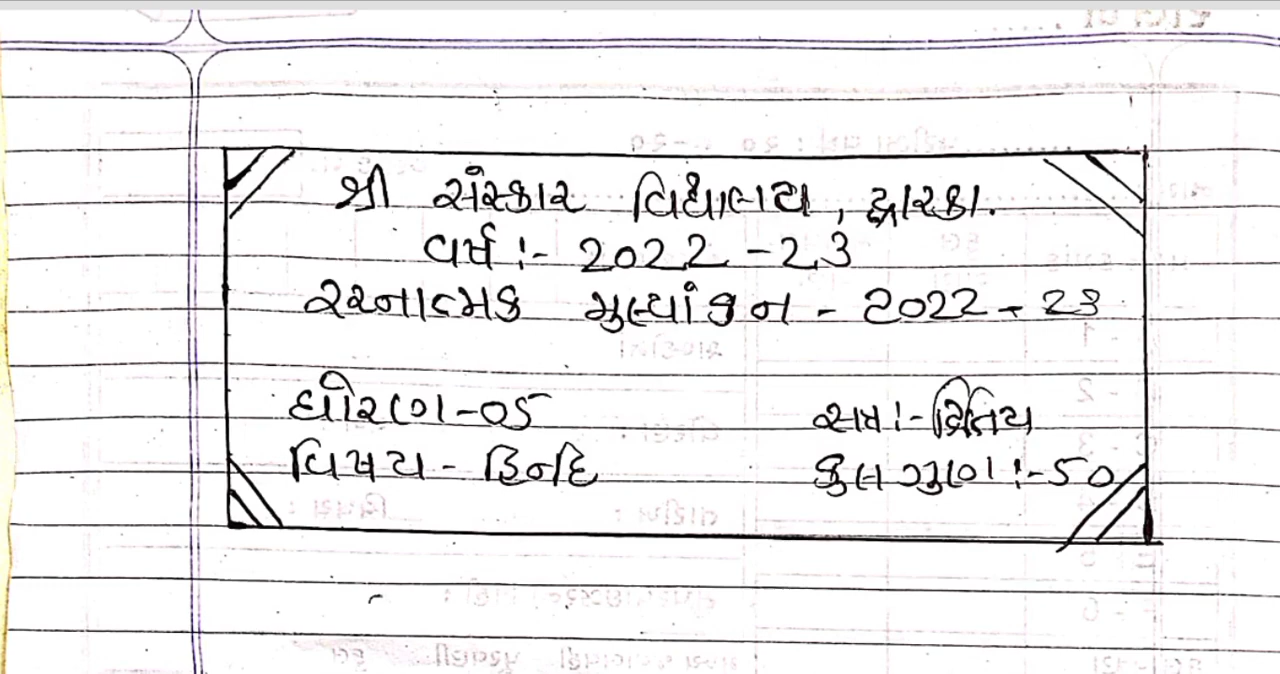 શ્રી સંસ્કાર વિદ્યાલય, દ્વારકા.
વર્ષ :- 2022 - 23
રચનાત્મક મુલ્યાંકન - 2022 - 23
ધોરણ - 05 સત્ર :- દ્વિતિય
વિષય - હિન્દિ કુલ ગુણ :- 50